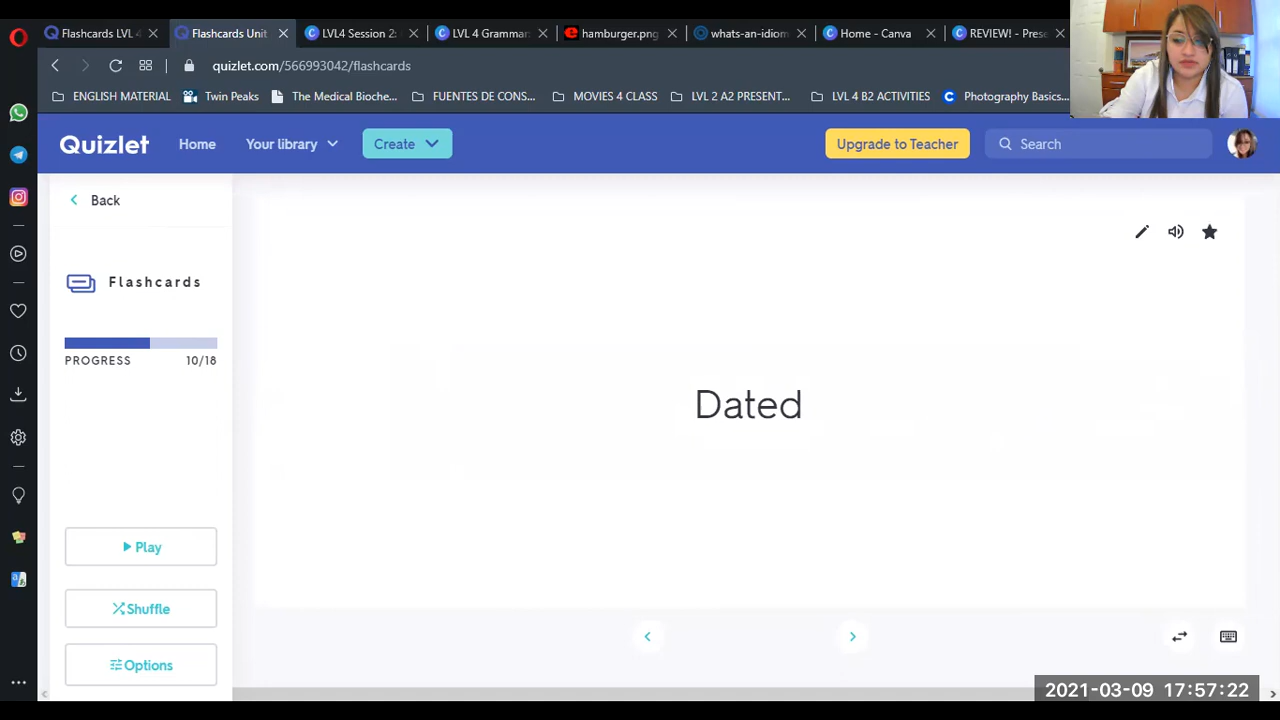 Flashcards LVL 4
Flashcards Unit
LVL4 Session 2:
LVL 4 Grammar:
hamburger.png
whats-an-idiom
Home - Canva
REVIEW! - Prese
quizlet.com/566993042/flashcards
ENGLISH MATERIAL
Twin Peaks
The Medical Bioche...
FUENTES DE CONS...
MOVIES 4 CLASS
LVL 2 A2 PRESENT...
LVL 4 B2 ACTIVITIES
Photography Basics...
Quizlet
Home
Your library
Create
Upgrade to Teacher
Search
Back
Flashcards
PROGRESS
10/18
Dated
Play
Shuffle
Options
2021-03-09 17:57:22